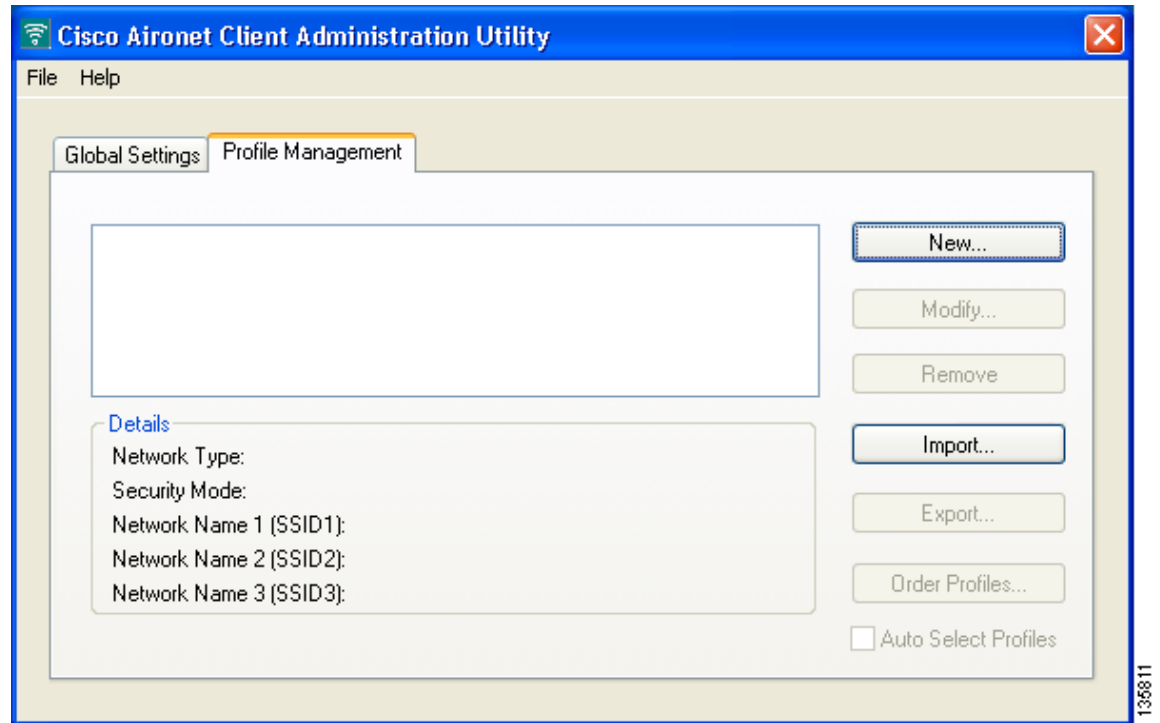 Cisco Aironet Client Administration Utility
File Help
Global Settings Profile Management
New...
Modify...
Remove
Import...
Export...
Order Profiles...
Auto Select Profiles
Details
Network Type:
Security Mode:
Network Name 1 (SSID1):
Network Name 2 (SSID2):
Network Name 3 (SSID3):
135811